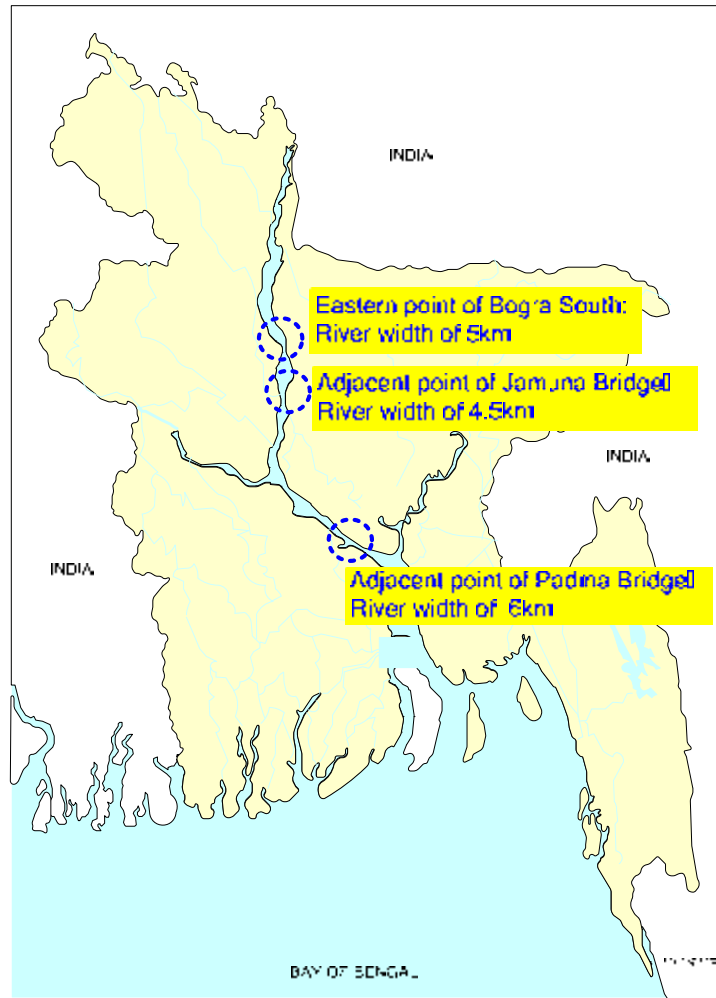 INDIA
Eastern point of Bogra South:
River width of 5km
Adjacent point of Jamuna Bridge
River width of 4.5km
INDIA
INDIA
Adjacent point of Padma Bridge
River width of 6km
BAY OF BENGAL